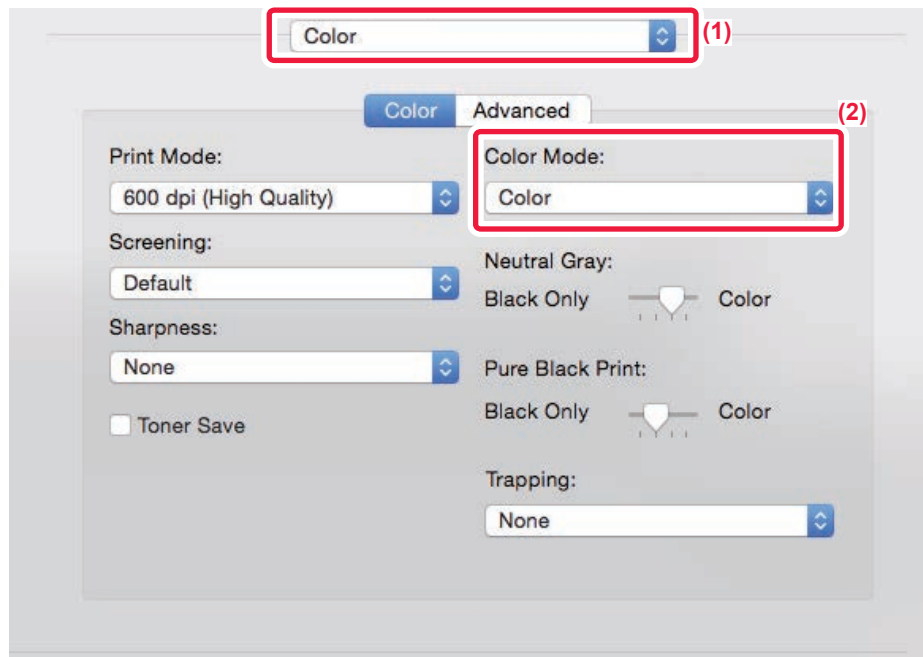 Color
(1)
Color
Advanced
(2)
Print Mode:
600 dpi (High Quality)
Screening:
Default
Sharpness:
None
Toner Save
Color Mode:
Color
Neutral Gray:
Black Only
Color
Pure Black Print:
Black Only
Color
Trapping:
None